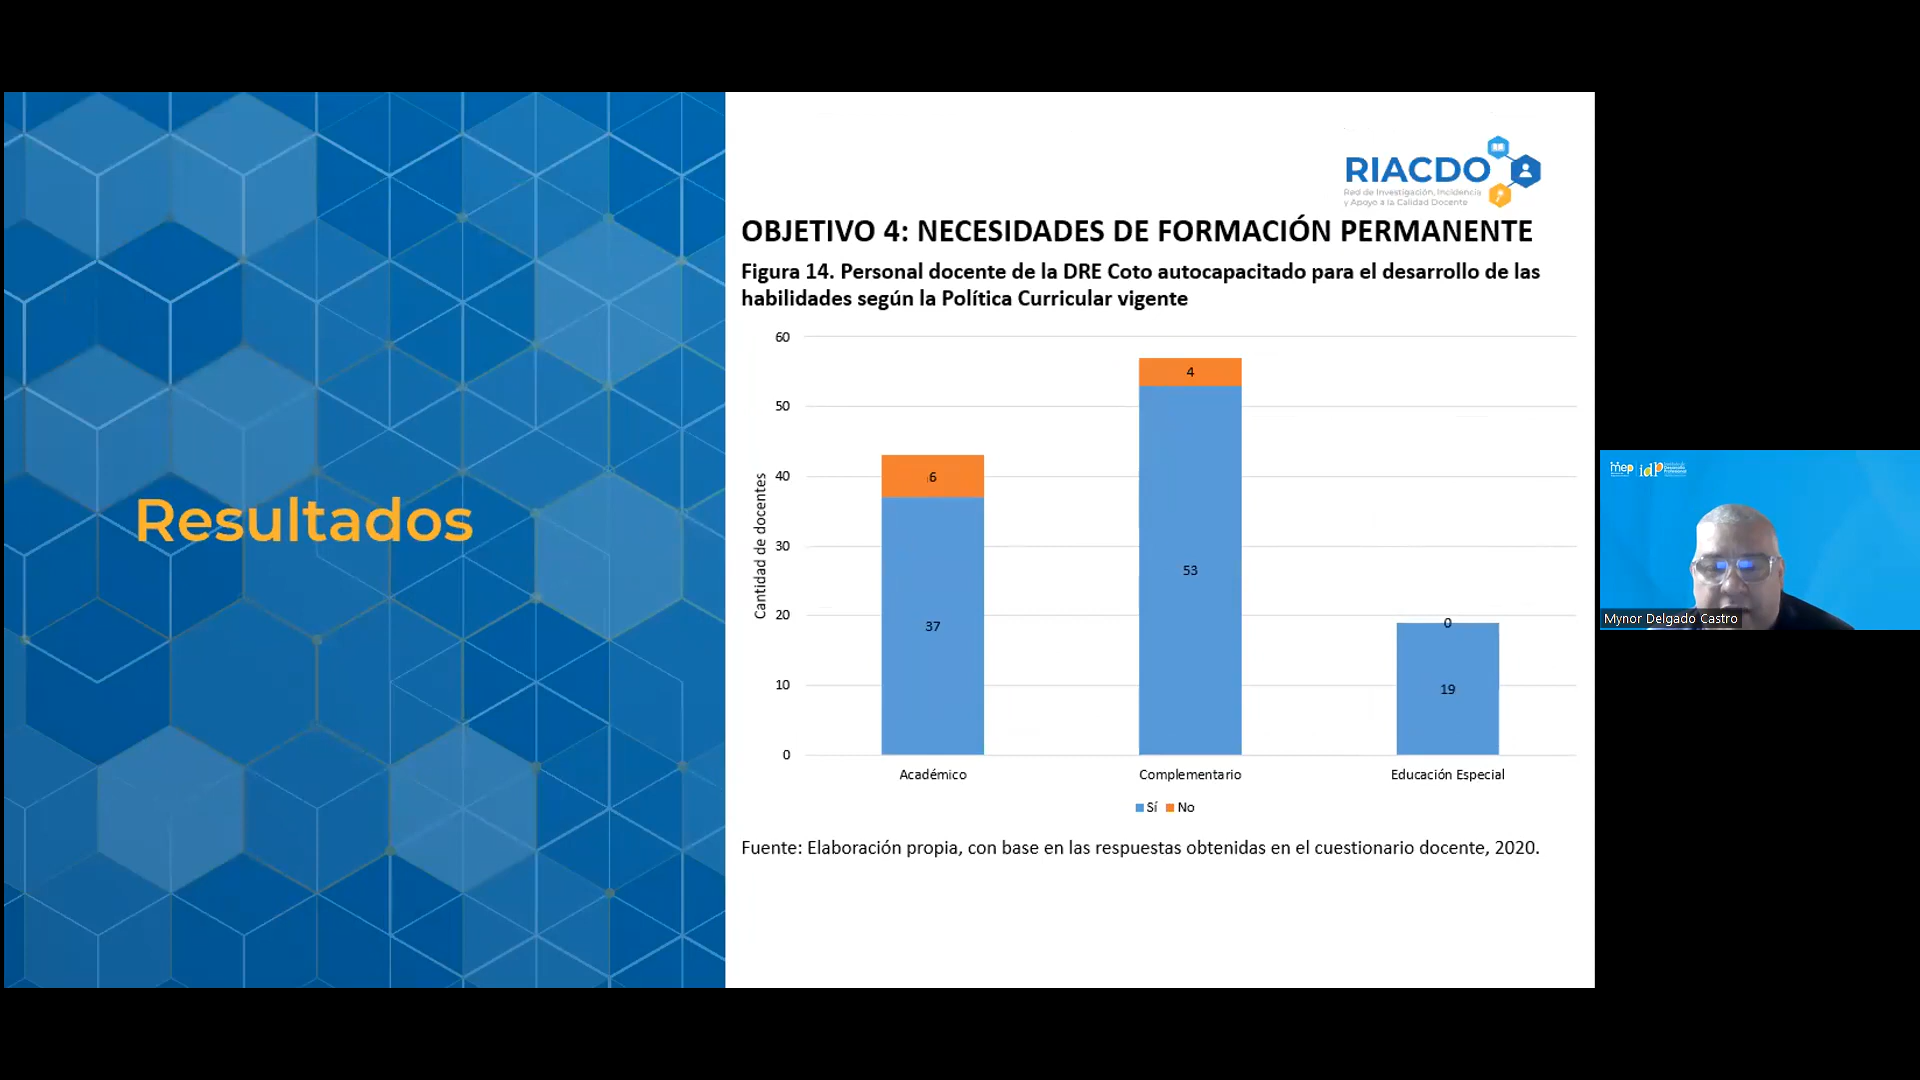 Resultados
RIACDO
Red de Investigación, Incidencia
y Apoyo a la Calidad Docente
OBJETIVO 4: NECESIDADES DE FORMACIÓN PERMANENTE
Figura 14. Personal docente de la DRE Coto autocapacitado para el desarrollo de las
habilidades según la Política Curricular vigente
Cantidad de docentes
60
50
40
30
20
10
0
6
37
4
53
0
19
Académico
Complementario
Educación Especial
Sí
No
Fuente: Elaboración propia, con base en las respuestas obtenidas en el cuestionario docente, 2020.
mep
idp
Mynor Delgado Castro